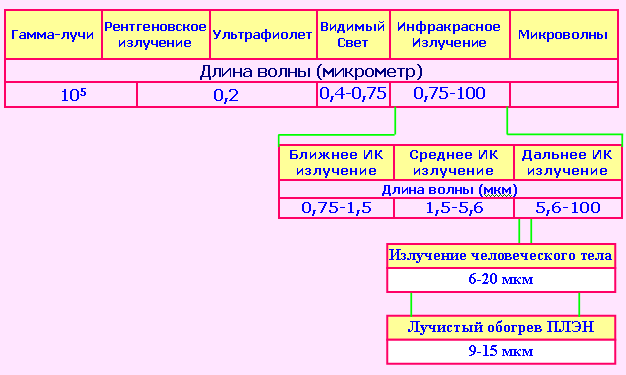 Гамма-лучи
Рентгеновское
излучение
Ультрафиолет
Видимый
Свет
Инфракрасное
Излучение
Микроволны
Длина волны (микрометр)
10⁵
0,2
0,4-0,75
0,75-100
Ближнее ИК
излучение
Среднее ИК
излучение
Дальнее ИК
излучение
Длина волны (мкм)
0,75-1,5
1,5-5,6
5,6-100
Излучение человеческого тела
6-20 мкм
Лучистый обогрев ПЛЭН
9-15 мкм